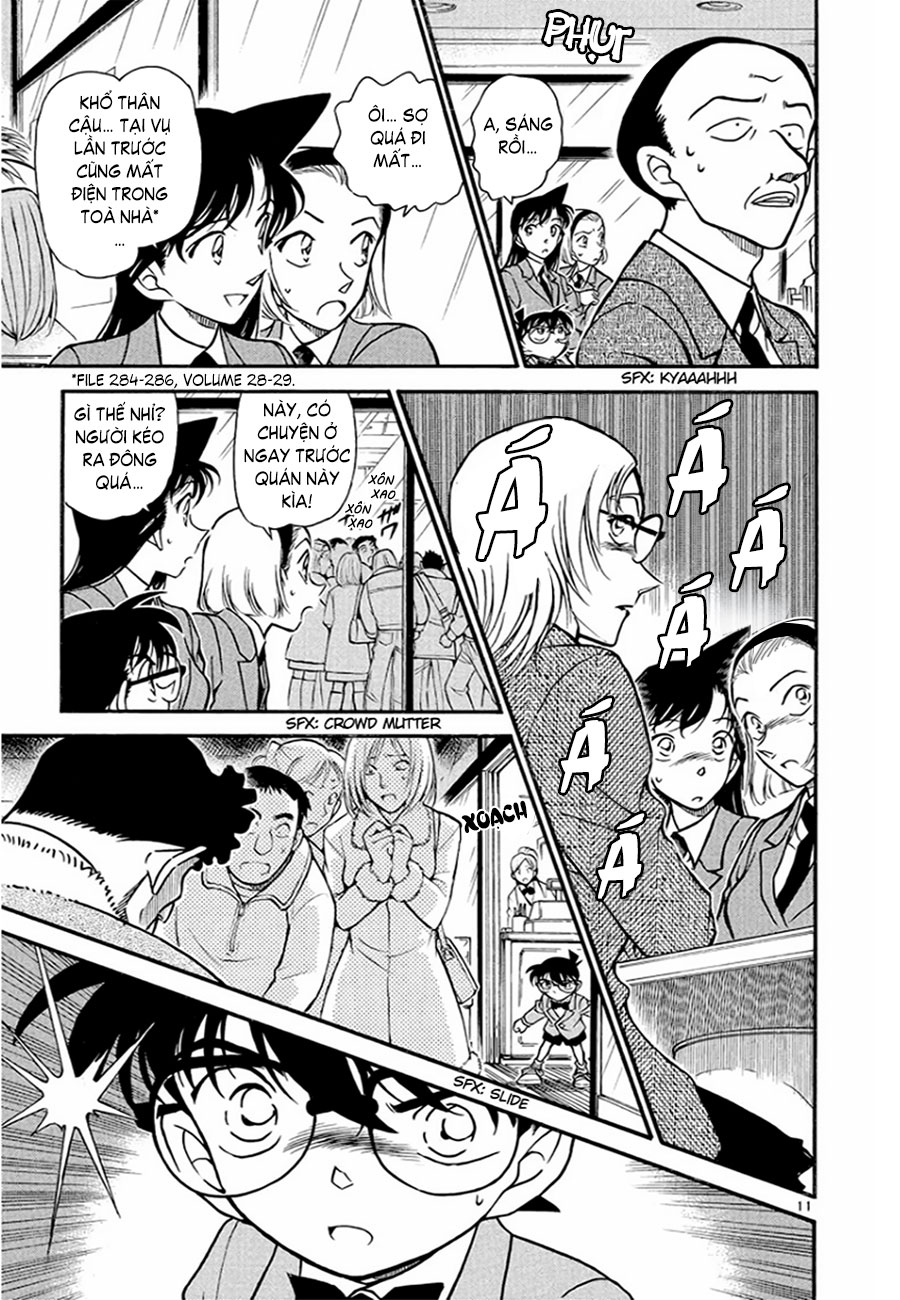 PHỤT
A, SÁNG
RỒI...
ÔI... SỢ
QUÁ ĐI
MẤT...
KHỔ THÂN
CẬU... TẠI VỤ
LẦN TRƯỚC
CŨNG MẤT
ĐIỆN TRONG
TOÀ NHÀ*
...
*FILE 284-286, VOLUME 28-29.
SFX: KYAAAHHH
Á
Á
Á
Á
Á
Á
Á
NÀY, CÓ
CHUYỆN Ở
NGAY TRƯỚC
QUÁN NÀY
KÌA!
GÌ THẾ NHỈ?
NGƯỜI KÉO
RA ĐÔNG
QUÁ...
XÔN
XAO
XÔN
XAO
SFX: CROWD MUTTER
XOẠCH
SFX: SLIDE
11